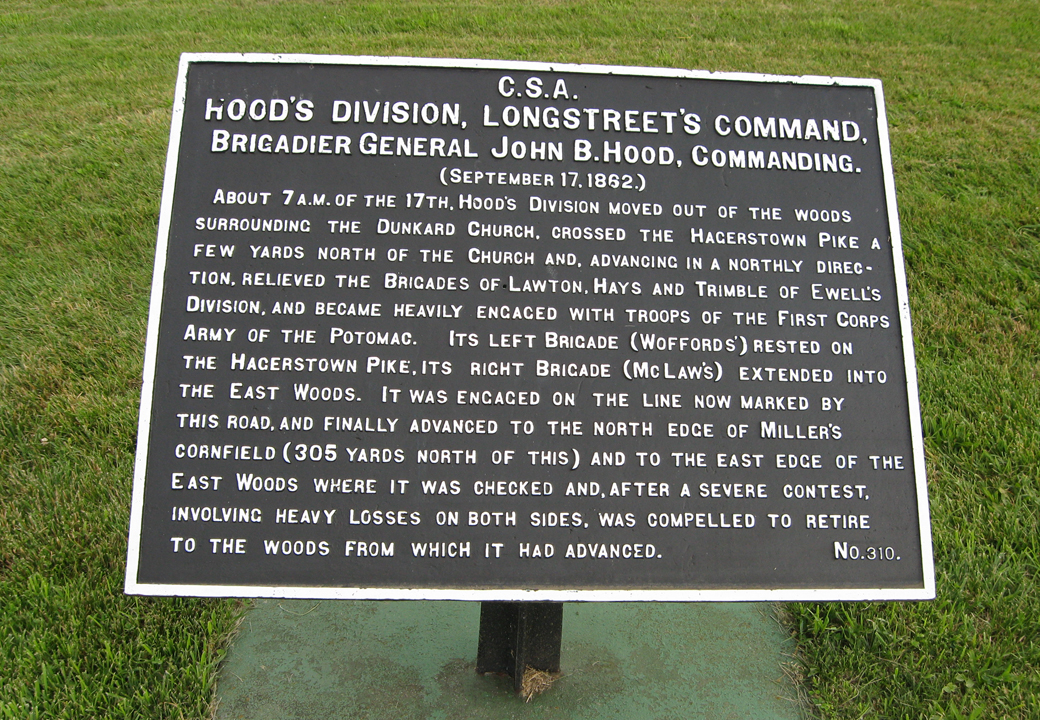 C.S.A.
HOOD'S DIVISION, LONGSTREET'S COMMAND,
BRIGADIER GENERAL JOHN B. HOOD, COMMANDING.
(SEPTEMBER 17, 1862.)
ABOUT 7 A.M. OF THE 17TH, HOOD'S DIVISION MOVED OUT OF THE WOODS
SURROUNDING THE DUNKARD CHURCH, CROSSED THE HAGERSTOWN PIKE A
FEW YARDS NORTH OF THE CHURCH AND, ADVANCING IN A NORTHLY DIREC-
TION, RELIEVED THE BRIGADES OF LAWTON, HAYS AND TRIMBLE OF EWELL'S
DIVISION, AND BECAME HEAVILY ENGAGED WITH TROOPS OF THE FIRST CORPS
ARMY OF THE POTOMAC. ITS LEFT BRIGADE (WOFFORDS') RESTED ON
THE HAGERSTOWN PIKE, ITS RIGHT BRIGADE (MCLAW'S) EXTENDED INTO
THE EAST WOODS. IT WAS ENGAGED ON THE LINE NOW MARKED BY
THIS ROAD, AND FINALLY ADVANCED TO THE NORTH EDGE OF MILLER'S
CORNFIELD (305 YARDS NORTH OF THIS) AND TO THE EAST EDGE OF THE
EAST WOODS WHERE IT WAS CHECKED AND, AFTER A SEVERE CONTEST,
INVOLVING HEAVY LOSSES ON BOTH SIDES, WAS COMPELLED TO RETIRE
TO THE WOODS FROM WHICH IT HAD ADVANCED. NO. 310.